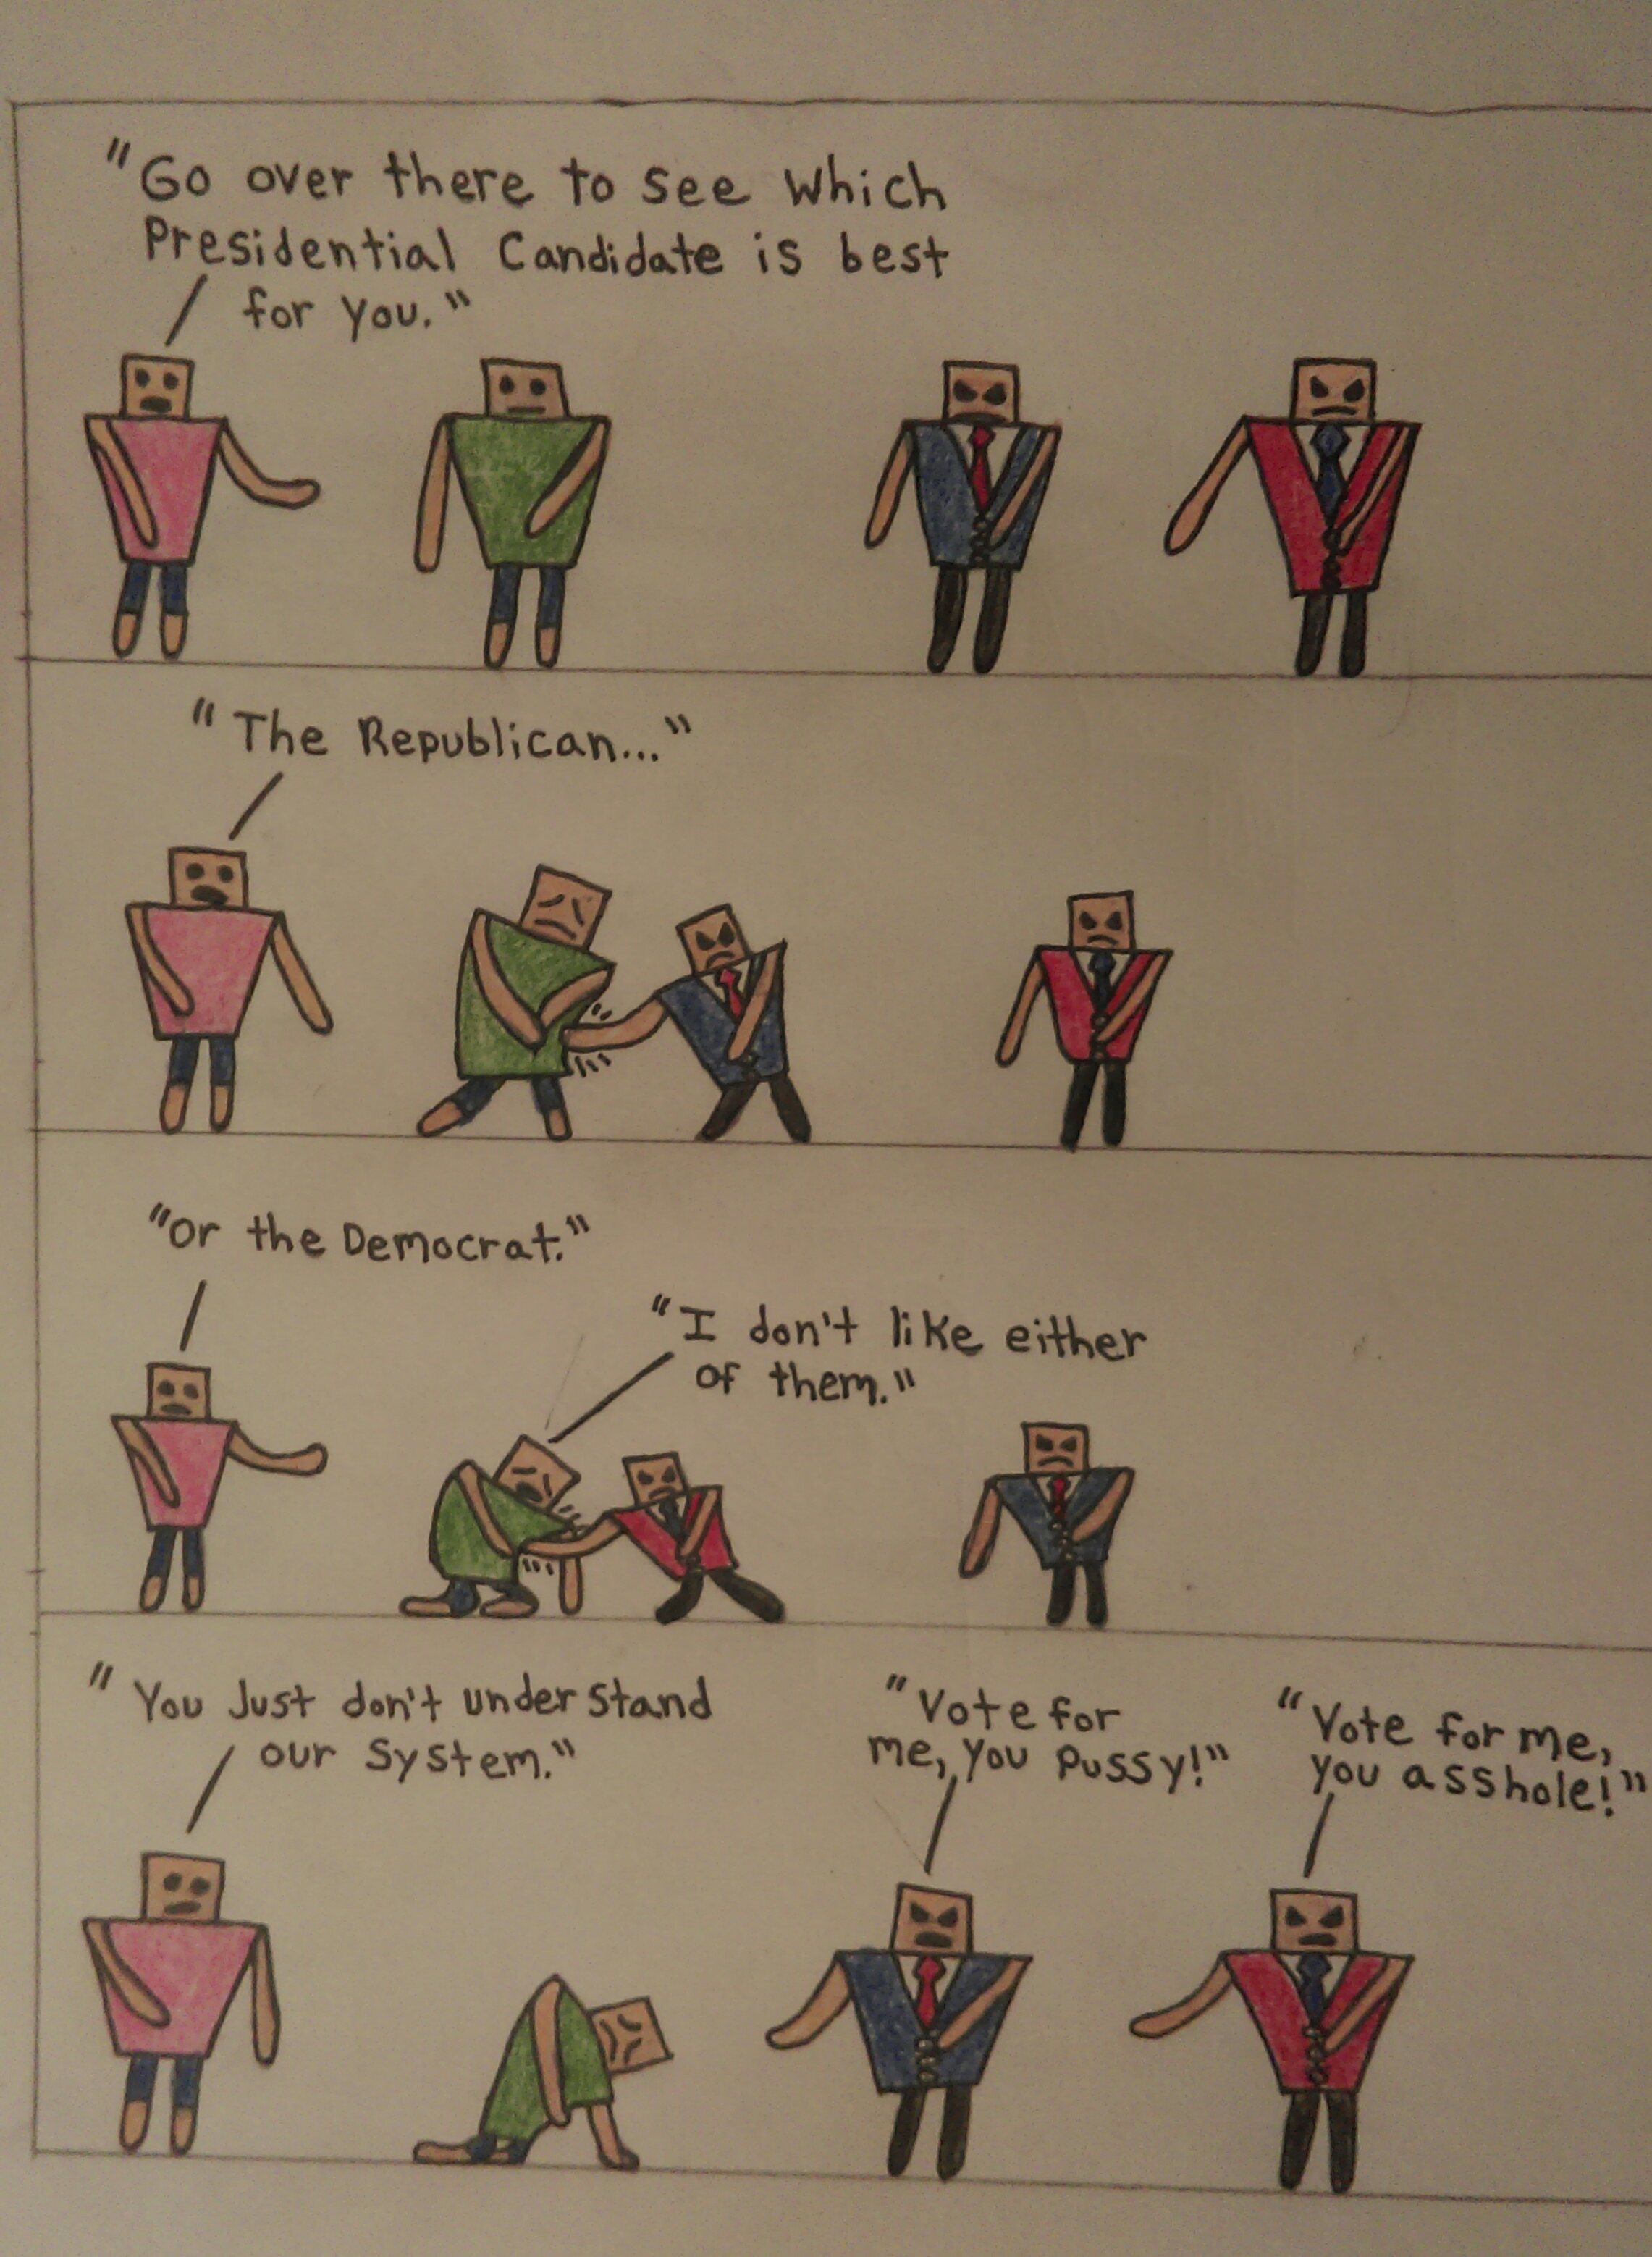 "Go over there to see Which
Presidential Candidate is best
for you."
"The Republican..."
"Or the Democrat."
"I don't like either
of them."
"You Just don't understand
our system."
"Vote for
me, you pussy!"
"Vote for me,
you asshole!"